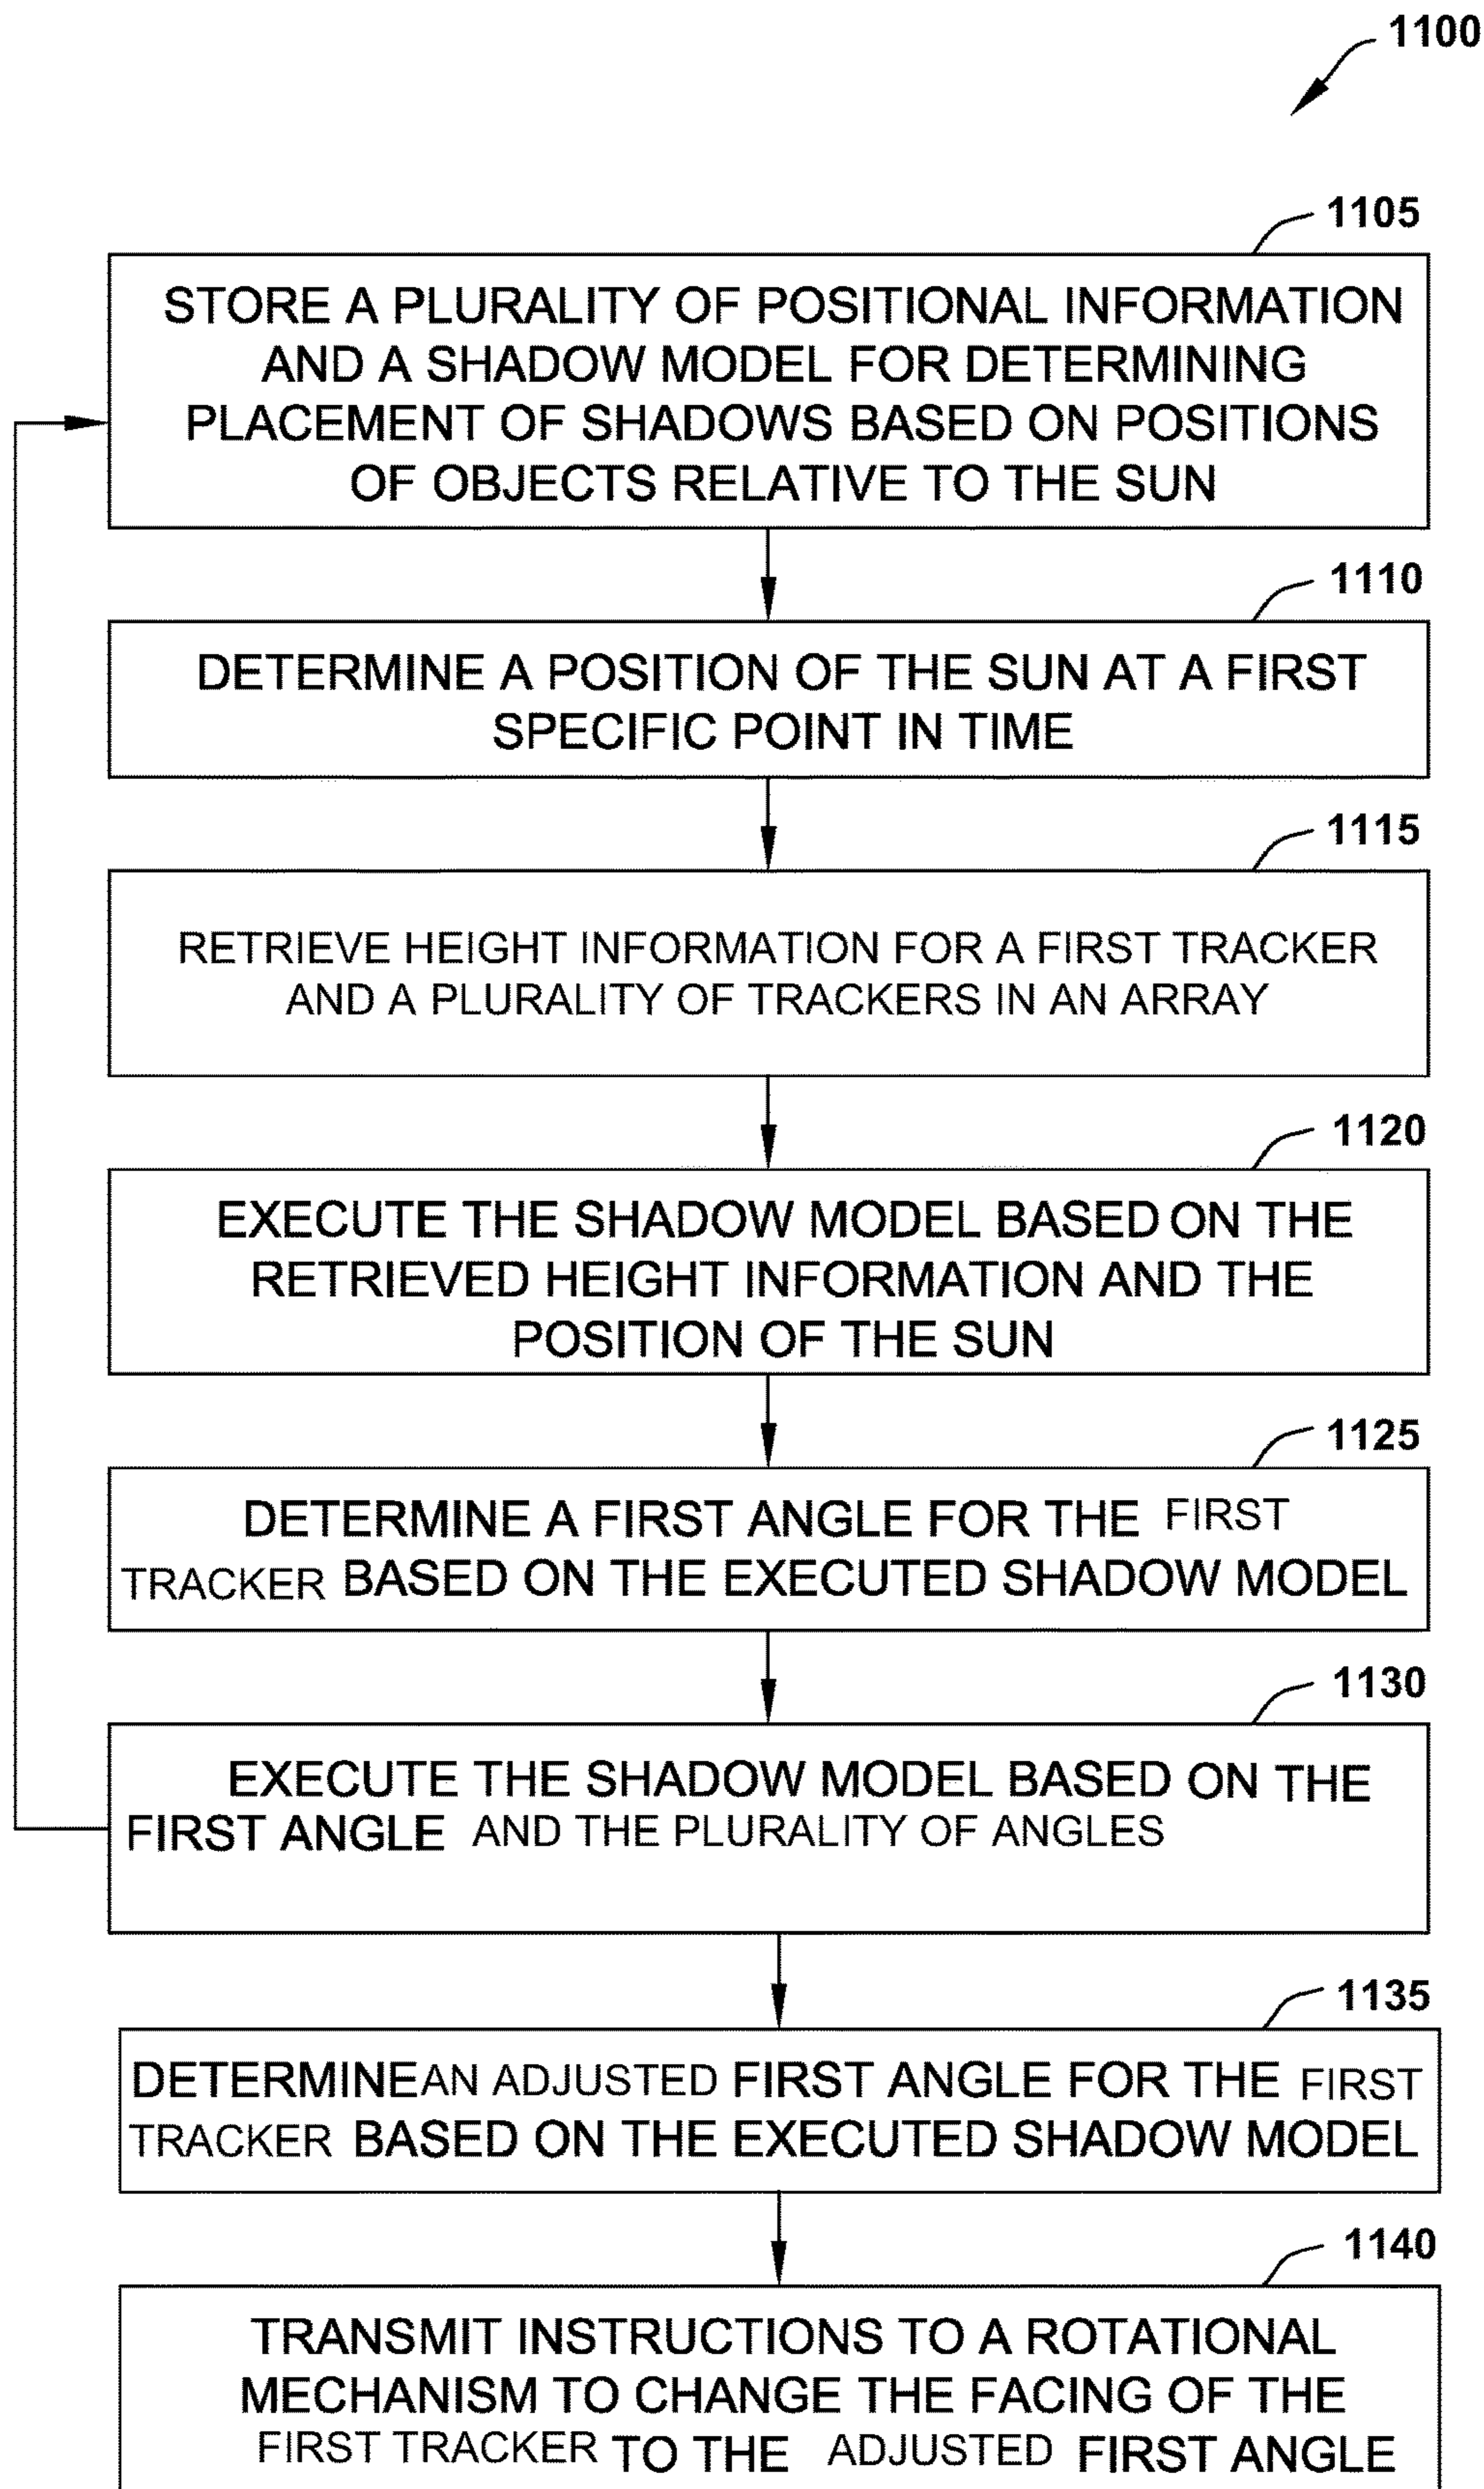 1100
1105
STORE A PLURALITY OF POSITIONAL INFORMATION
AND A SHADOW MODEL FOR DETERMINING
PLACEMENT OF SHADOWS BASED ON POSITIONS
OF OBJECTS RELATIVE TO THE SUN
1110
DETERMINE A POSITION OF THE SUN AT A FIRST
SPECIFIC POINT IN TIME
1115
RETRIEVE HEIGHT INFORMATION FOR A FIRST TRACKER
AND A PLURALITY OF TRACKERS IN AN ARRAY
1120
EXECUTE THE SHADOW MODEL BASED ON THE
RETRIEVED HEIGHT INFORMATION AND THE
POSITION OF THE SUN
1125
DETERMINE A FIRST ANGLE FOR THE FIRST
TRACKER BASED ON THE EXECUTED SHADOW MODEL
1130
EXECUTE THE SHADOW MODEL BASED ON THE
FIRST ANGLE AND THE PLURALITY OF ANGLES
1135
DETERMINE AN ADJUSTED FIRST ANGLE FOR THE FIRST
TRACKER BASED ON THE EXECUTED SHADOW MODEL
1140
TRANSMIT INSTRUCTIONS TO A ROTATIONAL
MECHANISM TO CHANGE THE FACING OF THE
FIRST TRACKER TO THE ADJUSTED FIRST ANGLE